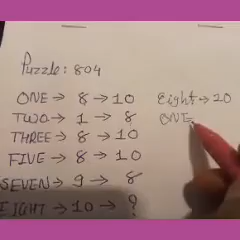 Puzzle: 804
ONE → 8 → 10
TWO → 1 → 8
THREE → 8 → 10
FIVE → 8 → 10
SEVEN → 9 → 8
EIGHT → 10 → ?
Eight → 20
ONE